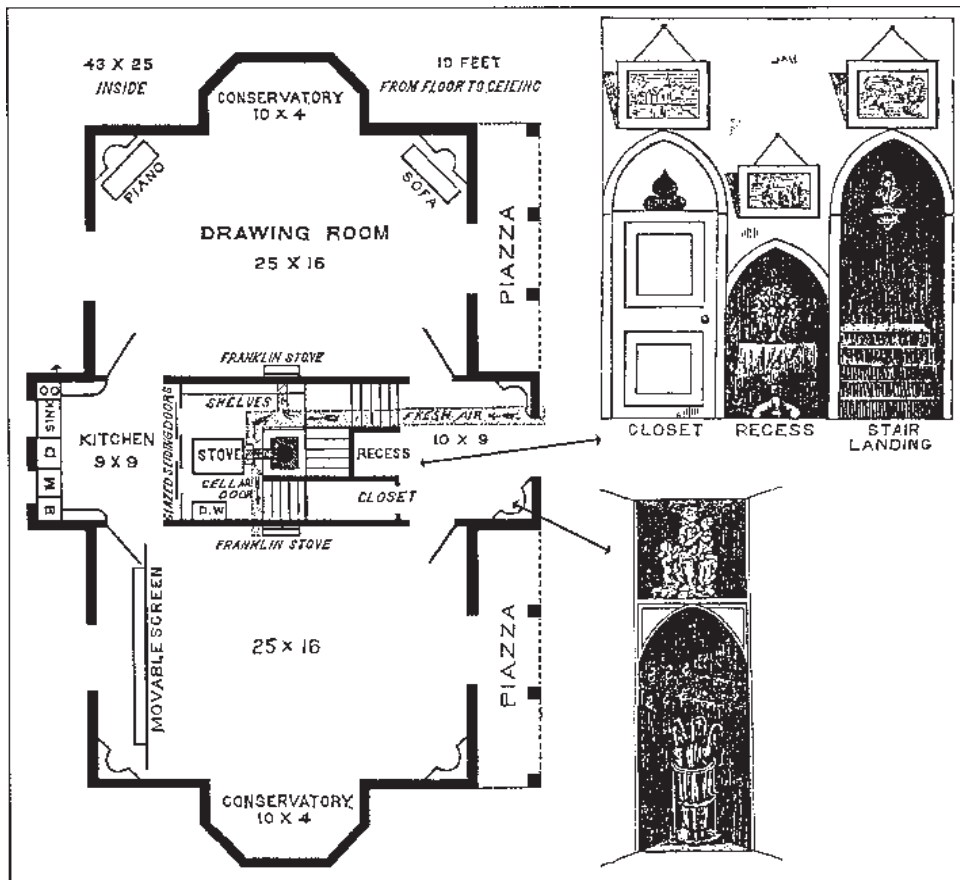 43 X 25
INSIDE
10 FEET
FROM FLOOR TO CEILING
CONSERVATORY
10 X 4
PIANO
SOFA
DRAWING ROOM
25 X 16
PIAZZA
FRANKLIN STOVE
SHELVES
FRESH AIR
SINK
D
M
B
KITCHEN
9 X 9
GLAZED SLIDING DOORS
STOVE
CELLAR
DOOR
D.W
10 X 9
RECESS
CLOSET
FRANKLIN STOVE
MOVABLE SCREEN
25 X 16
PIAZZA
CONSERVATORY
10 X 4
CLOSET
RECESS
STAIR
LANDING